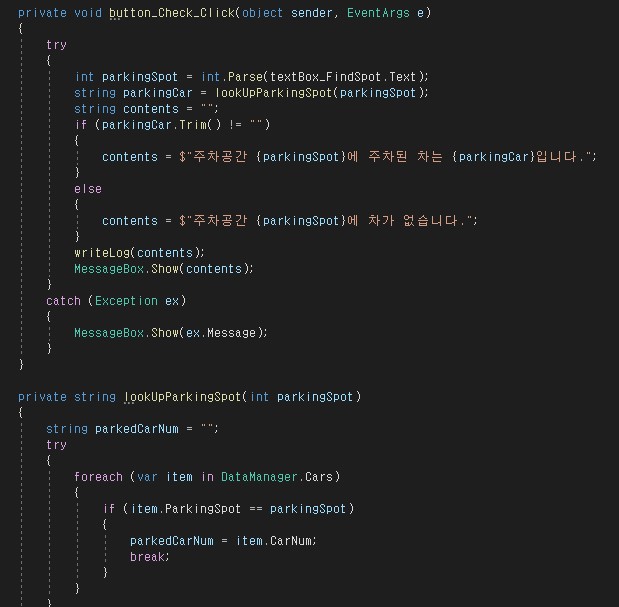 private void button_Check_Click(object sender, EventArgs e)
{
try
{
int parkingSpot = int.Parse(textBox_FindSpot.Text);
string parkingCar = lookUpParkingSpot(parkingSpot);
string contents = "";
if (parkingCar.Trim() != "")
{
contents = $"주차공간 {parkingSpot}에 주차된 차는 {parkingCar}입니다.";
}
else
{
contents = $"주차공간 {parkingSpot}에 차가 없습니다.";
}
writeLog(contents);
MessageBox.Show(contents);
}
catch (Exception ex)
{
MessageBox.Show(ex.Message);
}
}
private string lookUpParkingSpot(int parkingSpot)
{
string parkedCarNum = "";
try
{
foreach (var item in DataManager.Cars)
{
if (item.ParkingSpot == parkingSpot)
{
parkedCarNum = item.CarNum;
break;
}
}
}